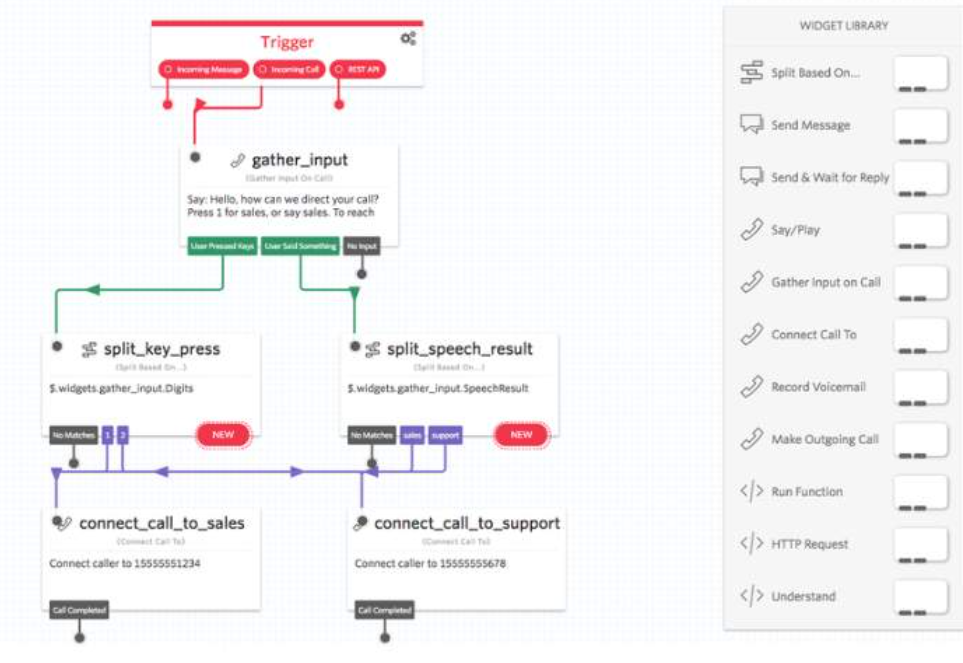 Trigger
Incoming Message Incoming Call REST API
gather_input
(Gather Input On Call)
Say: Hello, how can we direct your call?
Press 1 for sales, or say sales. To reach
User Pressed Keys User Said Something No Input
split_key_press
(Split Based On...)
$.widgets.gather_input.Digits
No Matches 1 2 NEW
split_speech_result
(Split Based On...)
$.widgets.gather_input.SpeechResult
No Matches sales support NEW
connect_call_to_sales
(Connect Call To)
Connect caller to 15555551234
Call Completed
connect_call_to_support
(Connect Call To)
Connect caller to 15555555678
Call Completed
WIDGET LIBRARY
Split Based On...
Send Message
Send & Wait for Reply
Say/Play
Gather Input on Call
Connect Call To
Record Voicemail
Make Outgoing Call
</> Run Function
</> HTTP Request
</> Understand